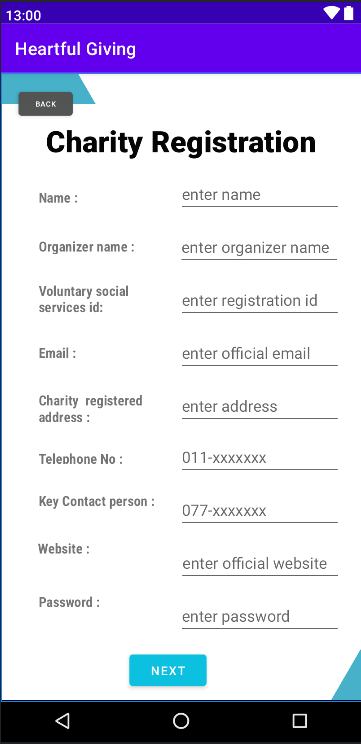 13:00
Heartful Giving
BACK
Charity Registration
Name :
enter name
Organizer name :
enter organizer name
Voluntary social
services id:
enter registration id
Email :
enter official email
Charity  registered
address :
enter address
Telephone No :
011-xxxxxxx
Key Contact person :
077-xxxxxxx
Website :
enter official website
Password :
enter password
NEXT